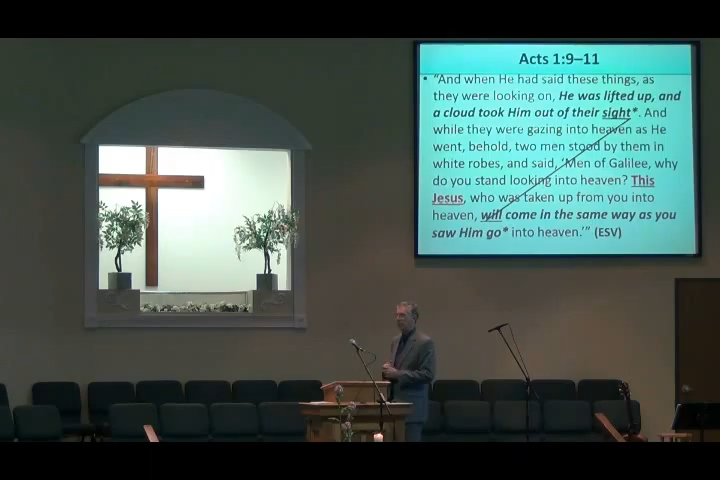 Acts 1:9–11
• “And when He had said these things, as
they were looking on, He was lifted up, and
a cloud took Him out of their sight*. And
while they were gazing into heaven as He
went, behold, two men stood by them in
white robes, and said, ‘Men of Galilee, why
do you stand looking into heaven? This
Jesus, who was taken up from you into
heaven, will come in the same way as you
saw Him go* into heaven.’” (ESV)